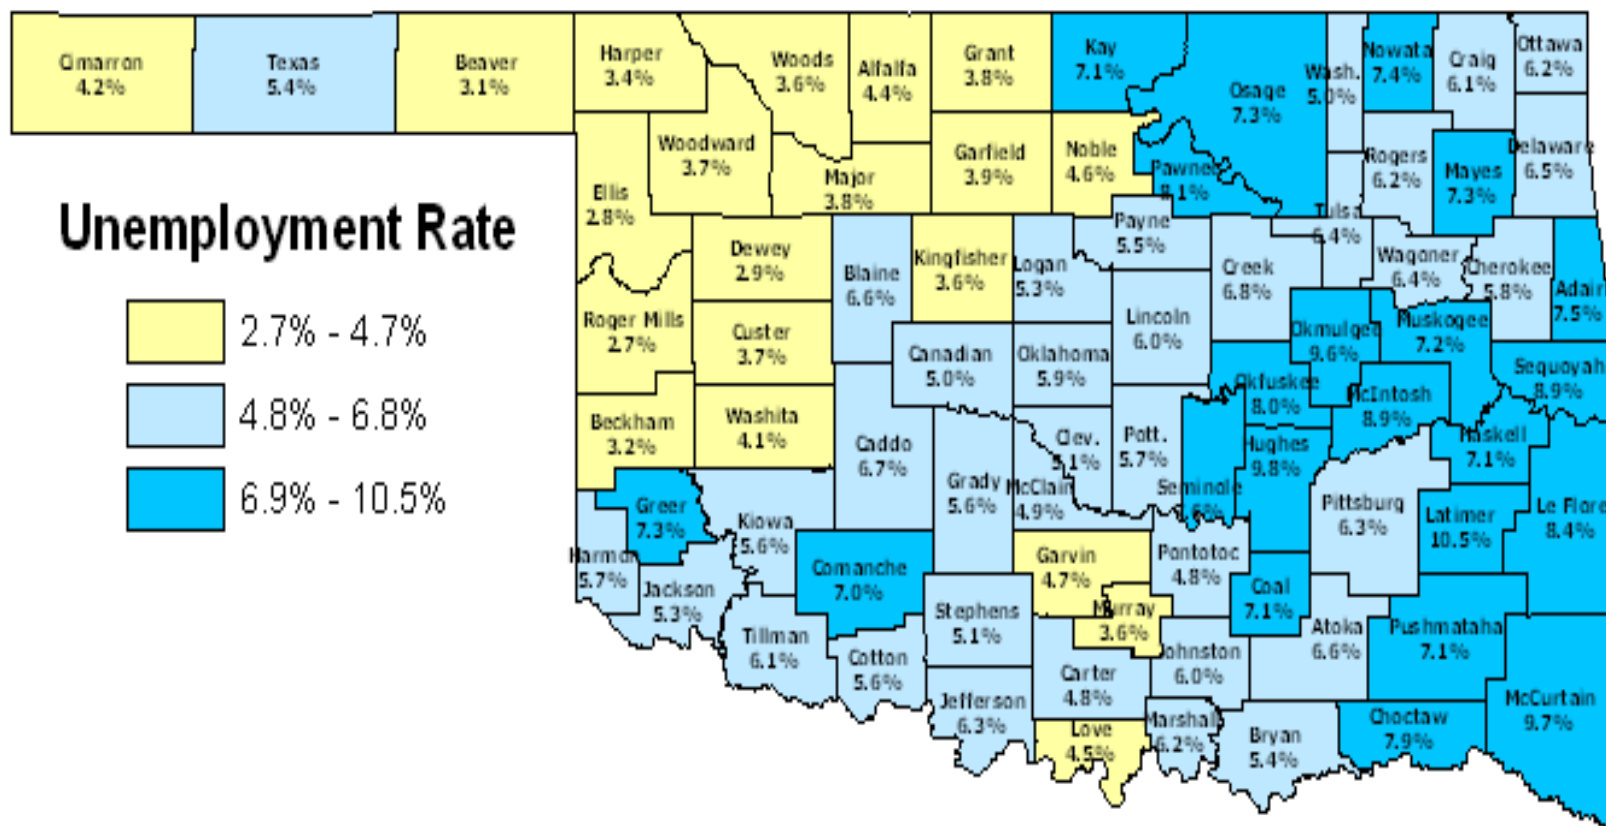 Cimarron
4.2%
Texas
5.4%
Beaver
3.1%
Harper
3.4%
Woods
3.6%
Alfalfa
4.4%
Grant
3.8%
Kay
7.1%
Osage
7.3%
Wash.
5.0%
Nowata
7.4%
Craig
6.1%
Ottawa
6.2%
Woodward
3.7%
Ellis
2.8%
Major
3.8%
Garfield
3.9%
Noble
4.6%
Pawnee
8.1%
Rogers
6.2%
Mayes
7.3%
Delaware
6.5%
Unemployment Rate
2.7% - 4.7%
4.8% - 6.8%
6.9% - 10.5%
Dewey
2.9%
Blaine
6.6%
Kingfisher
3.6%
Logan
5.3%
Payne
5.5%
Creek
6.8%
Tulsa
6.4%
Wagoner
6.4%
Cherokee
5.8%
Adair
7.5%
Roger Mills
2.7%
Custer
3.7%
Canadian
5.0%
Oklahoma
5.9%
Lincoln
6.0%
Okmulgee
9.6%
Muskogee
7.2%
Sequoyah
8.9%
Beckham
3.2%
Washita
4.1%
Caddo
6.7%
Grady
5.6%
McClain
4.9%
Clev.
5.1%
Pott.
5.7%
Seminole
Okfuskee
8.0%
Hughes
9.8%
McIntosh
8.9%
Haskell
7.1%
Pittsburg
6.3%
Latimer
10.5%
Le Flore
8.4%
Greer
7.3%
Kiowa
5.6%
Harmon
5.7%
Jackson
5.3%
Comanche
7.0%
Tillman
6.1%
Cotton
5.6%
Stephens
5.1%
Jefferson
6.3%
Garvin
4.7%
Murray
3.6%
Carter
4.8%
Love
4.5%
Pontotoc
4.8%
Johnston
6.0%
Marshall
6.2%
Coal
7.1%
Atoka
6.6%
Bryan
5.4%
Pushmataha
7.1%
Choctaw
7.9%
McCurtain
9.7%